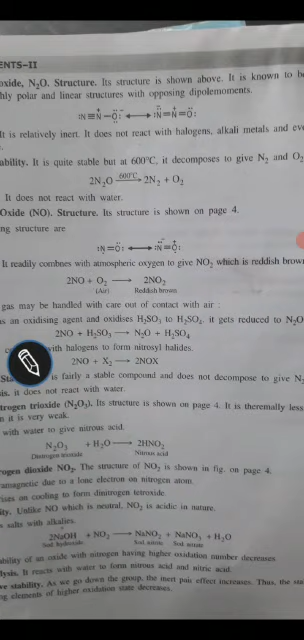 ENTS–II
oxide, N₂O. Structure. Its structure is shown above. It is known to b
hly polar and linear structures with opposing dipolemoments.
:N≡N⁺–Ö:⁻ ⟷ :N̈⁻=N⁺=Ö:
It is relatively inert. It does not react with halogens, alkali metals and eve
ability. It is quite stable but at 600°C, it decomposes to give N₂ and O₂
2N₂O —600°C→ 2N₂ + O₂
It does not react with water.
Oxide (NO). Structure. Its structure is shown on page 4.
ng structure are
:N=Ö: ⟷ :N=O:
It readily combnes with atmospheric oxygen to give NO₂ which is reddish brow
2NO + O₂ → 2NO₂
(Air) Reddish brown
gas may be handled with care out of contact with air :
as an oxidising agent and oxidises H₂SO₃ to H₂SO₄. it gets reduced to N₂O
2NO + H₂SO₃ → N₂O + H₂SO₄
with halogens to form nitrosyl halides.
2NO + X₂ → 2NOX
Sta is fairly a stable compound and does not decompose to give N₂
sis. it does not react with water.
trogen trioxide (N₂O₃). Its structure is shown on page 4. It is theremally less
n it is very weak.
with water to give nitrous acid.
N₂O₃ + H₂O → 2HNO₂
Dinitrogen trioxide Nitrous acid
rogen dioxide NO₂. The structure of NO₂ is shown in fig. on page 4.
ramagnetic due to a lone electron on nitrogen atom.
rises on cooling to form dinitrogen tetroxide.
ity. Unlike NO which is neutral, NO₂ is acidic in nature.
s salts with alkalies.
2NaOH + NO₂ → NaNO₂ + NaNO₃ + H₂O
Sod. hydroxide Sod. nitrite Sod. nitrate
ability of an oxide with nitrogen having higher oxidation number decreases.
lysis. It reacts with water to form nitrous acid and nitric acid.
ve stability. As we go down the group, the inert pair effect increases. Thus, the sta
ng elements of higher oxidation state decreases.